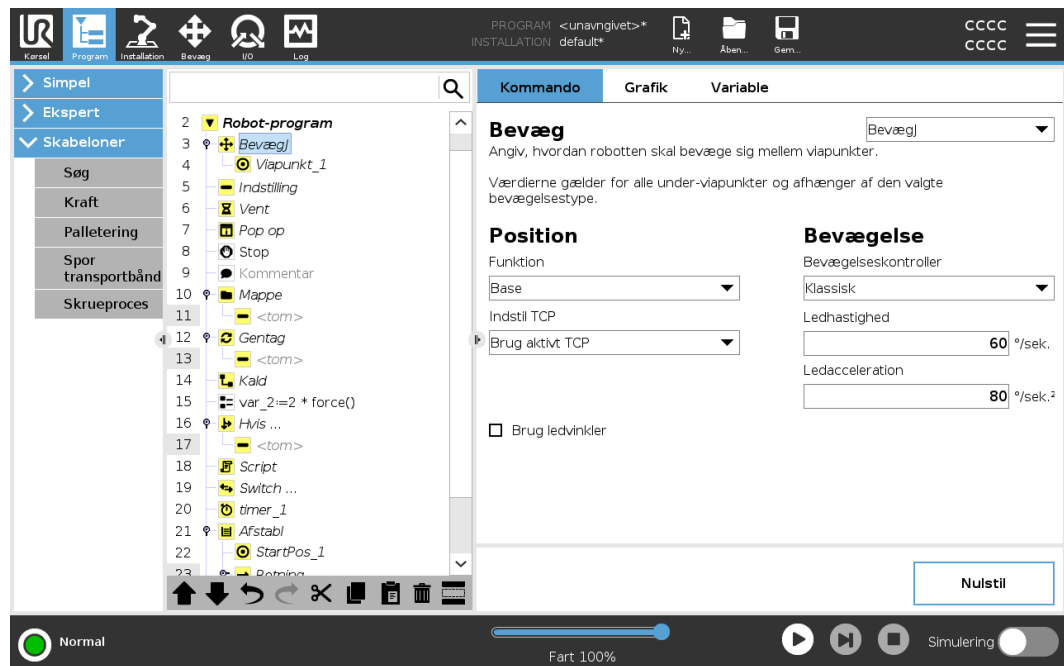 PROGRAM <unavngivet>*
INSTALLATION default*
CCCC
CCCC
Kørsel
Program
Installation
Bevæg
I/O
Log
Ny...
Åben...
Gem...
Simpel
Ekspert
Skabeloner
Søg
Kraft
Palletering
Spor
transportbånd
Skrueproces
2 Robot-program
3 BevægJ
4 Viapunkt_1
5 Indstilling
6 Vent
7 Pop op
8 Stop
9 Kommentar
10 Mappe
11 <tom>
12 Gentag
13 <tom>
14 Kald
15 var_2:=2 * force()
16 Hvis ...
17 <tom>
18 Script
19 Switch ...
20 timer_1
21 Afstabl
22 StartPos_1
23 Retning
Kommando
Grafik
Variable
Bevæg
BevægJ
Angiv, hvordan robotten skal bevæge sig mellem viapunkter.
Værdierne gælder for alle under-viapunkter og afhænger af den valgte
bevægelsestype.
Position
Funktion
Base
Indstil TCP
Brug aktivt TCP
Brug ledvinkler
Bevægelse
Bevægelseskontroller
Klassisk
Ledhastighed
60 °/sek.
Ledacceleration
80 °/sek.²
Nulstil
Normal
Fart 100%
Simulering